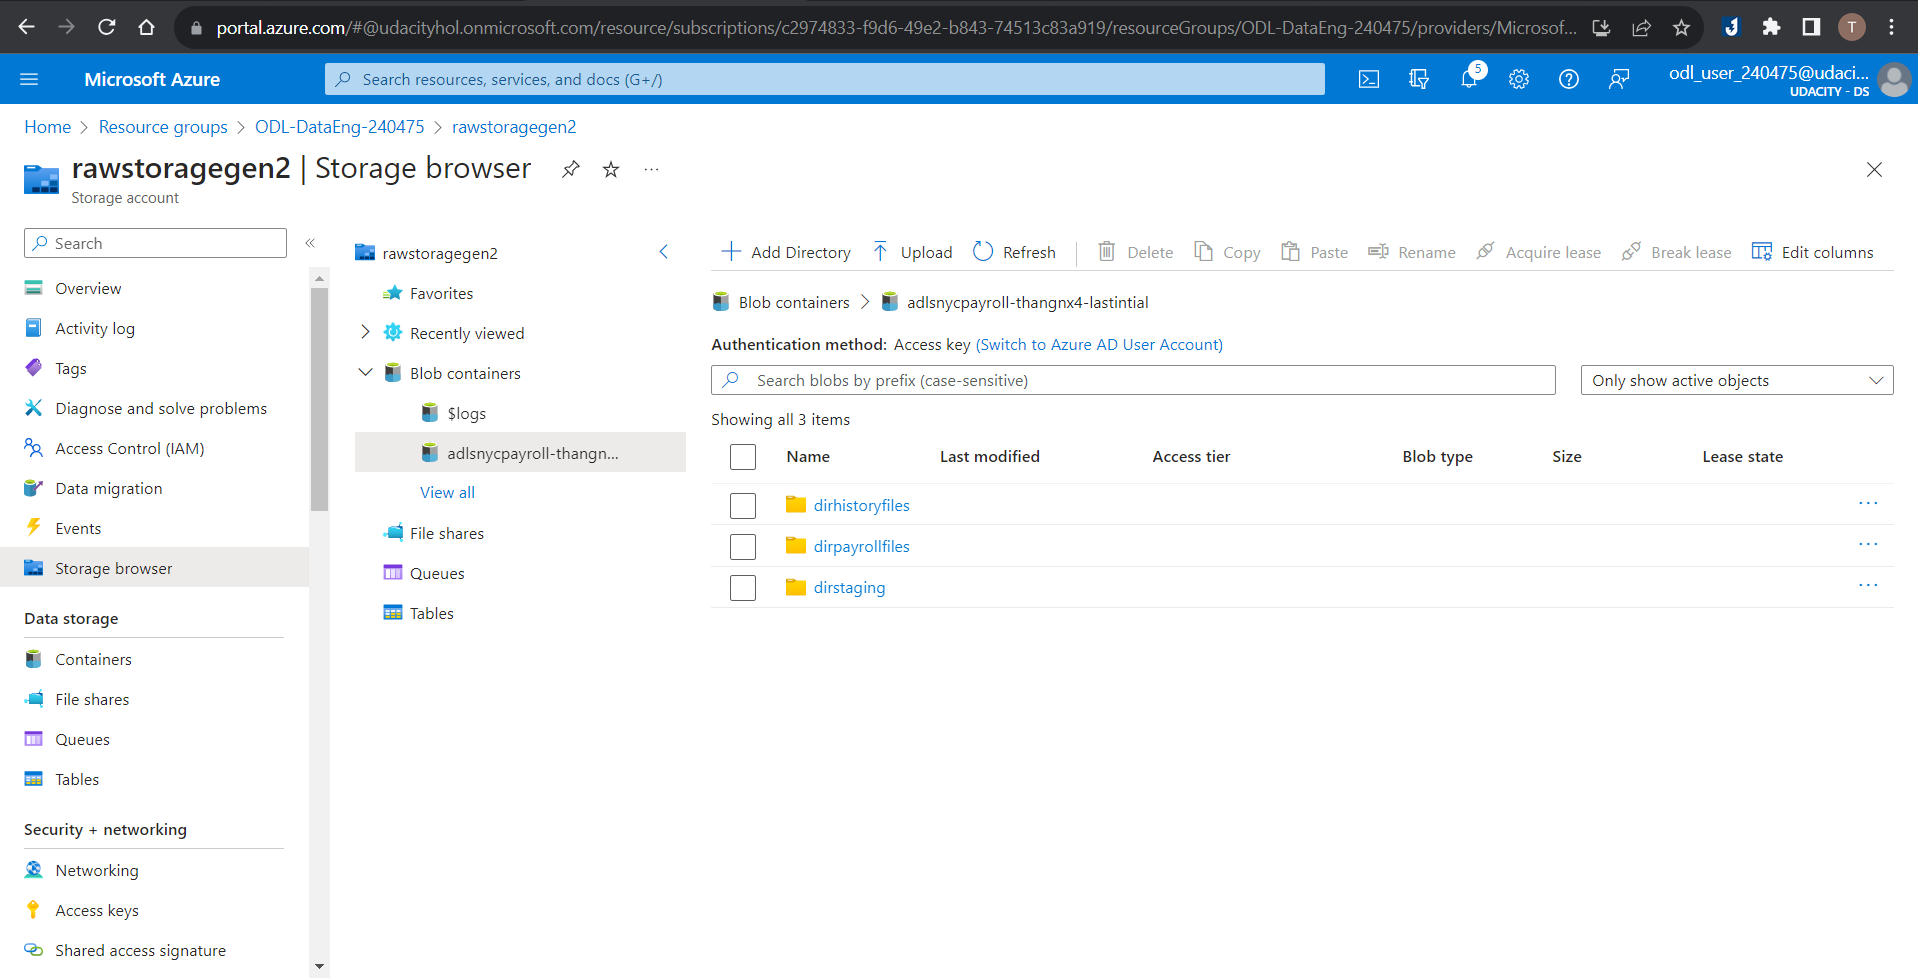 portal.azure.com/#@udacityhol.onmicrosoft.com/resource/subscriptions/c2974833-f9d6-49e2-b843-74513c83a919/resourceGroups/ODL-DataEng-240475/providers/Microsof...
T
Microsoft Azure
Search resources, services, and docs (G+/)
5
odl_user_240475@udaci...
UDACITY - DS
Home > Resource groups > ODL-DataEng-240475 > rawstoragegen2
rawstoragegen2 | Storage browser
...
Storage account
Search
«
Overview
Activity log
Tags
Diagnose and solve problems
Access Control (IAM)
Data migration
Events
Storage browser
Data storage
Containers
File shares
Queues
Tables
Security + networking
Networking
Access keys
Shared access signature
rawstoragegen2
Favorites
Recently viewed
Blob containers
$logs
adlsnycpayroll-thangn...
View all
File shares
Queues
Tables
Add Directory Upload Refresh Delete Copy Paste Rename Acquire lease Break lease Edit columns
Blob containers > adlsnycpayroll-thangnx4-lastintial
Authentication method: Access key (Switch to Azure AD User Account)
Search blobs by prefix (case-sensitive)
Only show active objects
Showing all 3 items
Name Last modified Access tier Blob type Size Lease state
dirhistoryfiles ...
dirpayrollfiles ...
dirstaging ...